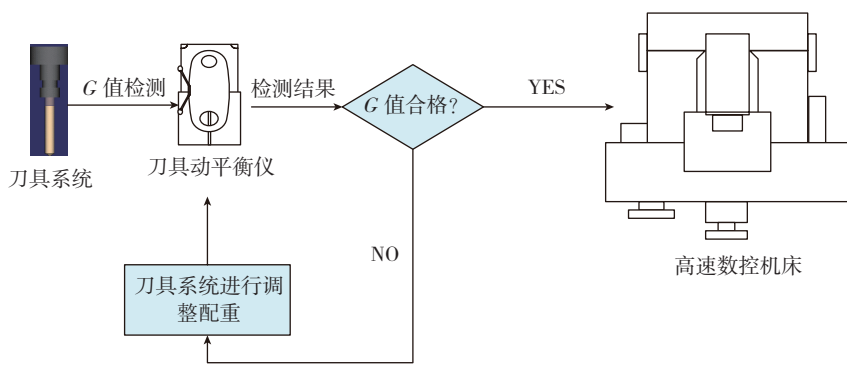 G 值检测
检测结果
G 值合格?
YES
刀具系统
刀具动平衡仪
NO
高速数控机床
刀具系统进行调
整配重